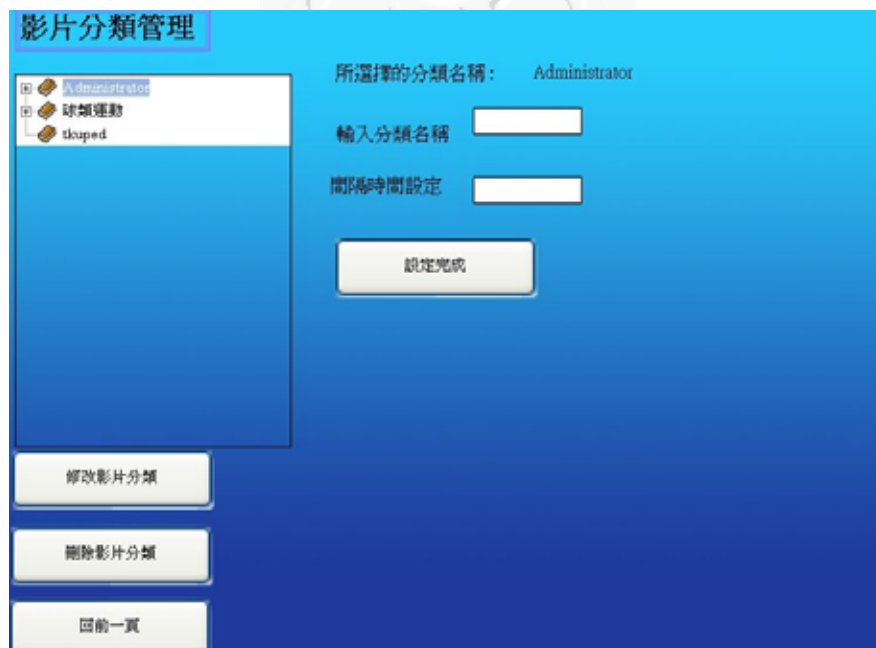 影片分類管理
Administrator
球類運動
tkuped
所選擇的分類名稱： Administrator
輸入分類名稱
間隔時間設定
設定完成
修改影片分類
刪除影片分類
回前一頁